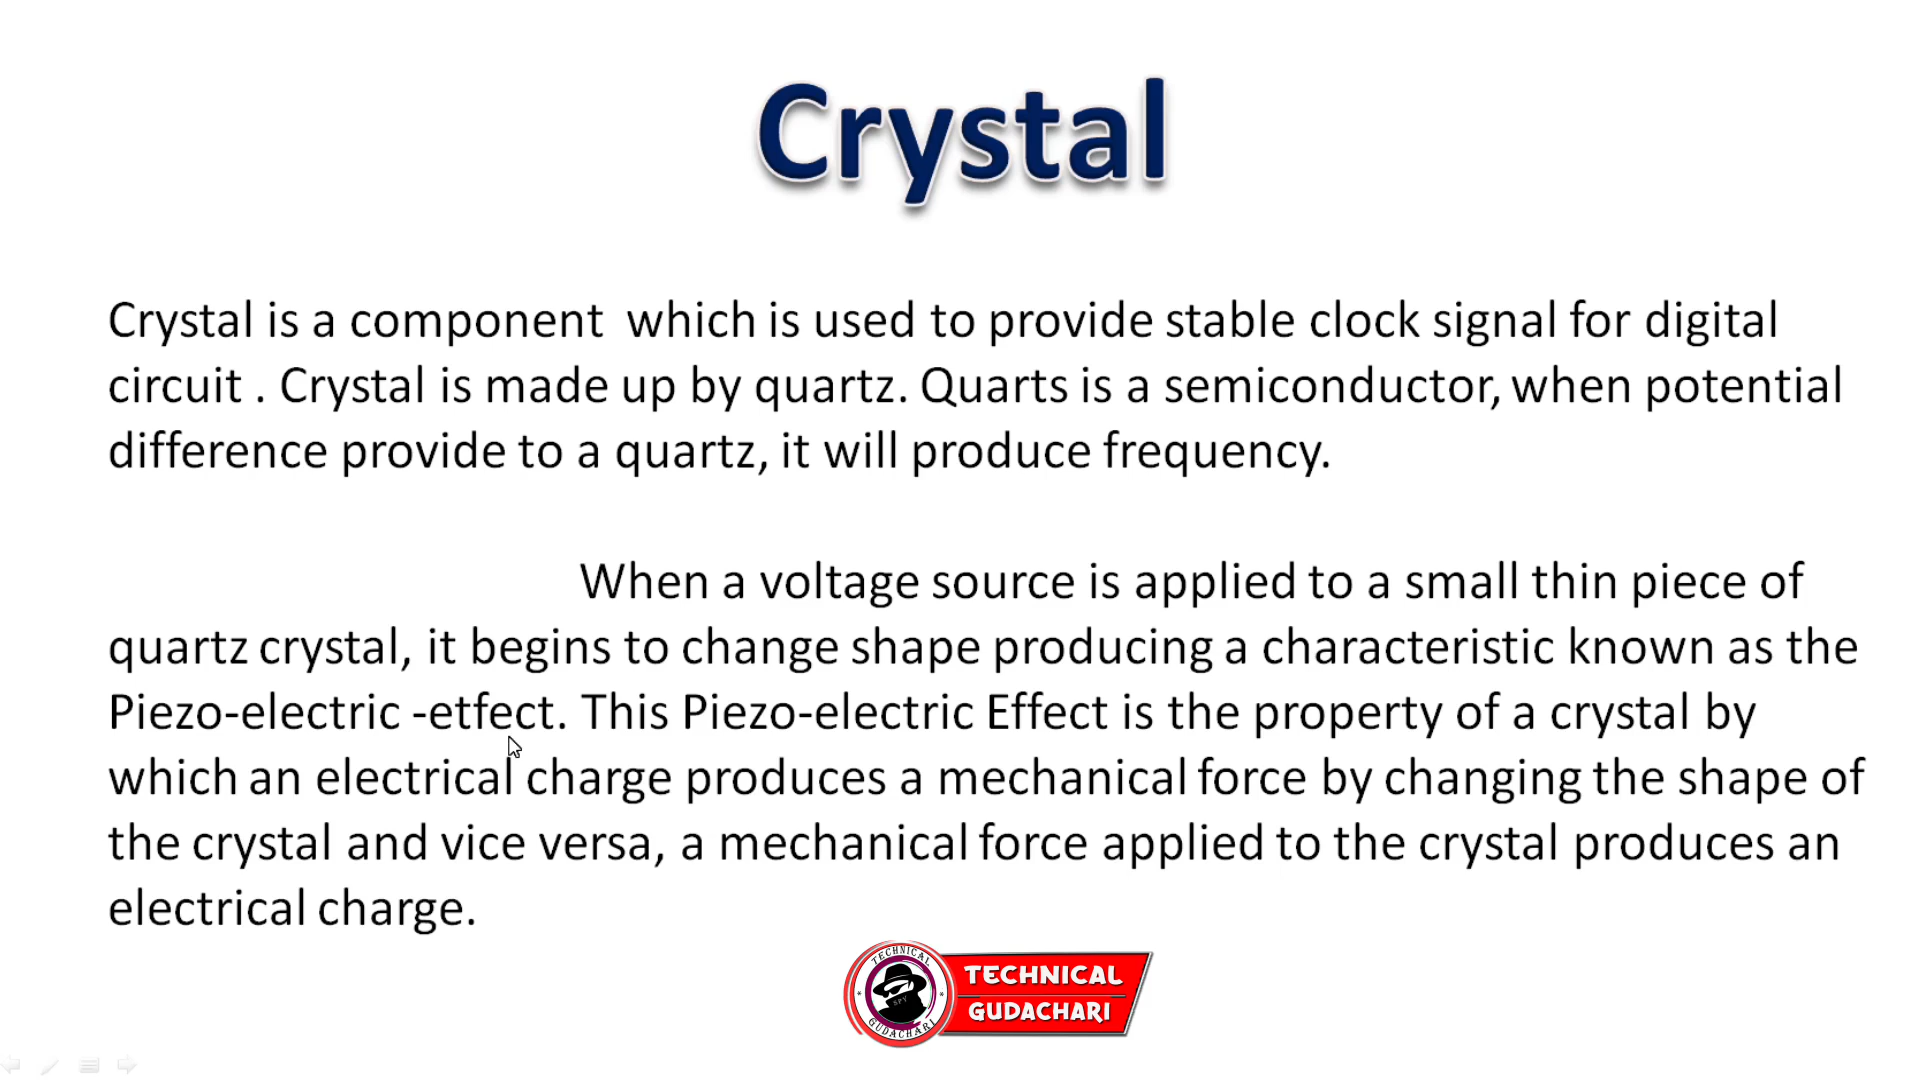 Crystal
Crystal is a component which is used to provide stable clock signal for digital
circuit . Crystal is made up by quartz. Quarts is a semiconductor, when potential
difference provide to a quartz, it will produce frequency.
When a voltage source is applied to a small thin piece of
quartz crystal, it begins to change shape producing a characteristic known as the
Piezo-electric -etfect. This Piezo-electric Effect is the property of a crystal by
which an electrical charge produces a mechanical force by changing the shape of
the crystal and vice versa, a mechanical force applied to the crystal produces an
electrical charge.
TECHNICAL
SPY
GUDACHARI
TECHNICAL
GUDACHARI